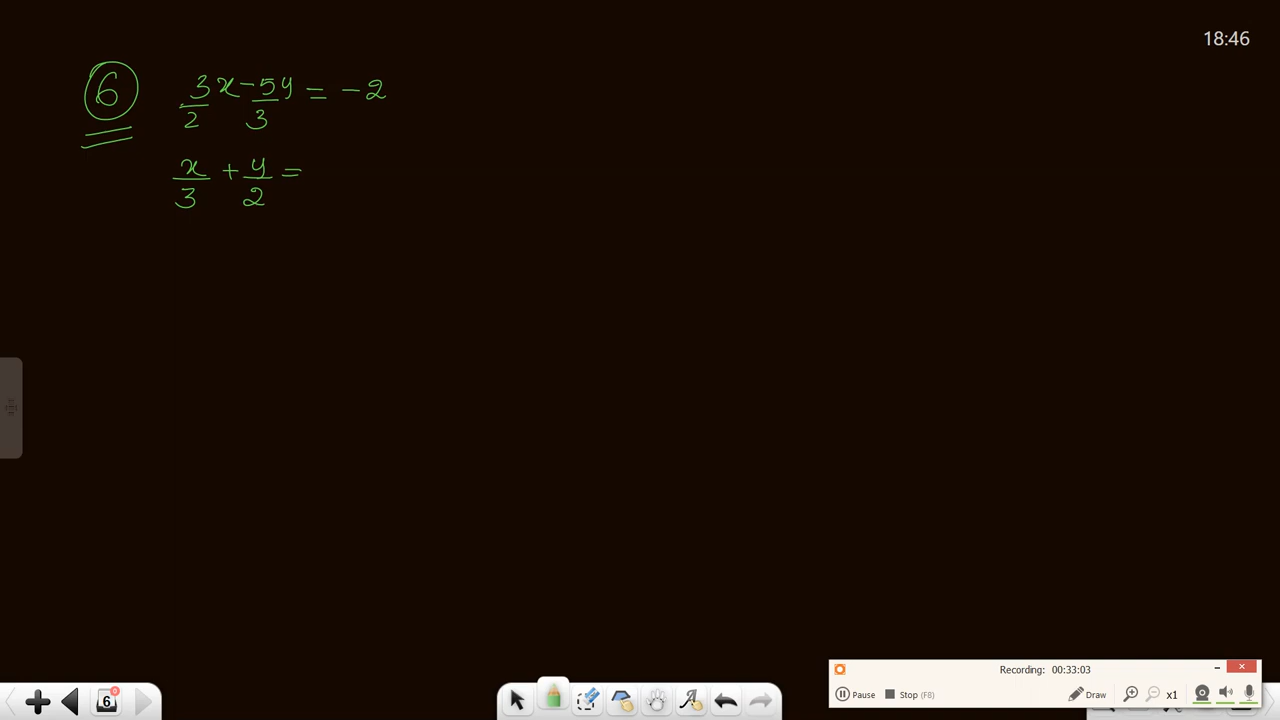 18:46
6 3/2 x - 5y/3 = -2
x/3 + y/2 =
6
Recording: 00:33:03
Pause Stop (F8) Draw x1